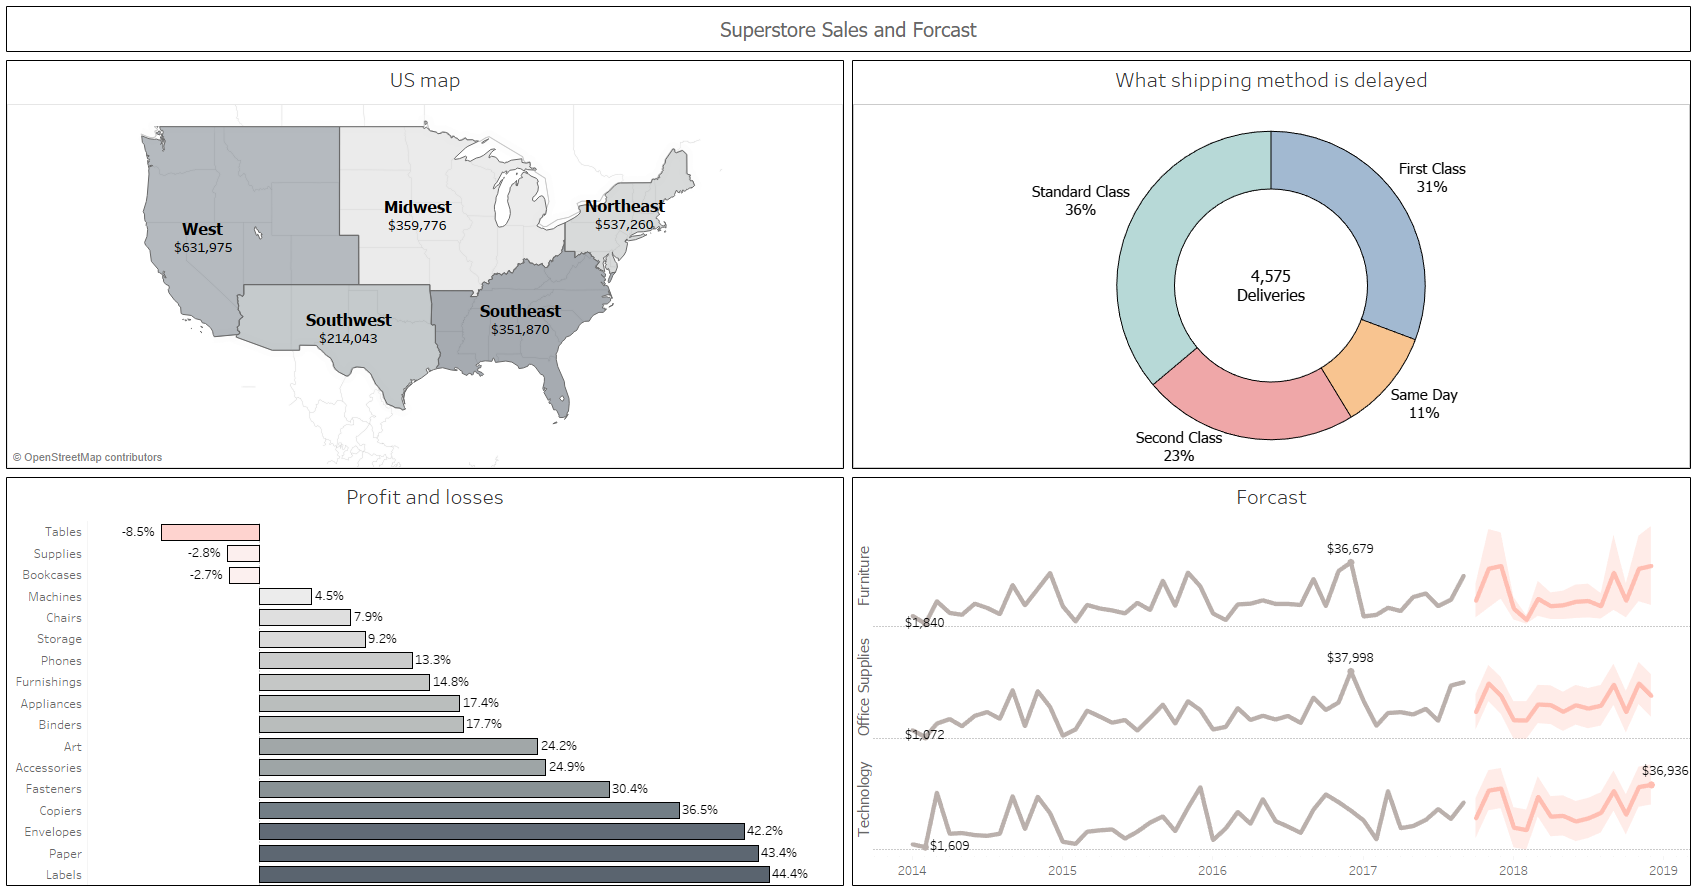 Superstore Sales and Forcast
US map
West
$631,975
Midwest
$359,776
Northeast
$537,260
Southwest
$214,043
Southeast
$351,870
© OpenStreetMap contributors
What shipping method is delayed
First Class
31%
Standard Class
36%
4,575
Deliveries
Same Day
11%
Second Class
23%
Profit and losses
Tables -8.5%
Supplies -2.8%
Bookcases -2.7%
Machines 4.5%
Chairs 7.9%
Storage 9.2%
Phones 13.3%
Furnishings 14.8%
Appliances 17.4%
Binders 17.7%
Art 24.2%
Accessories 24.9%
Fasteners 30.4%
Copiers 36.5%
Envelopes 42.2%
Paper 43.4%
Labels 44.4%
Forcast
Furniture
$36,679
$1,840
Office Supplies
$37,998
$1,072
Technology
$36,936
$1,609
2014 2015 2016 2017 2018 2019